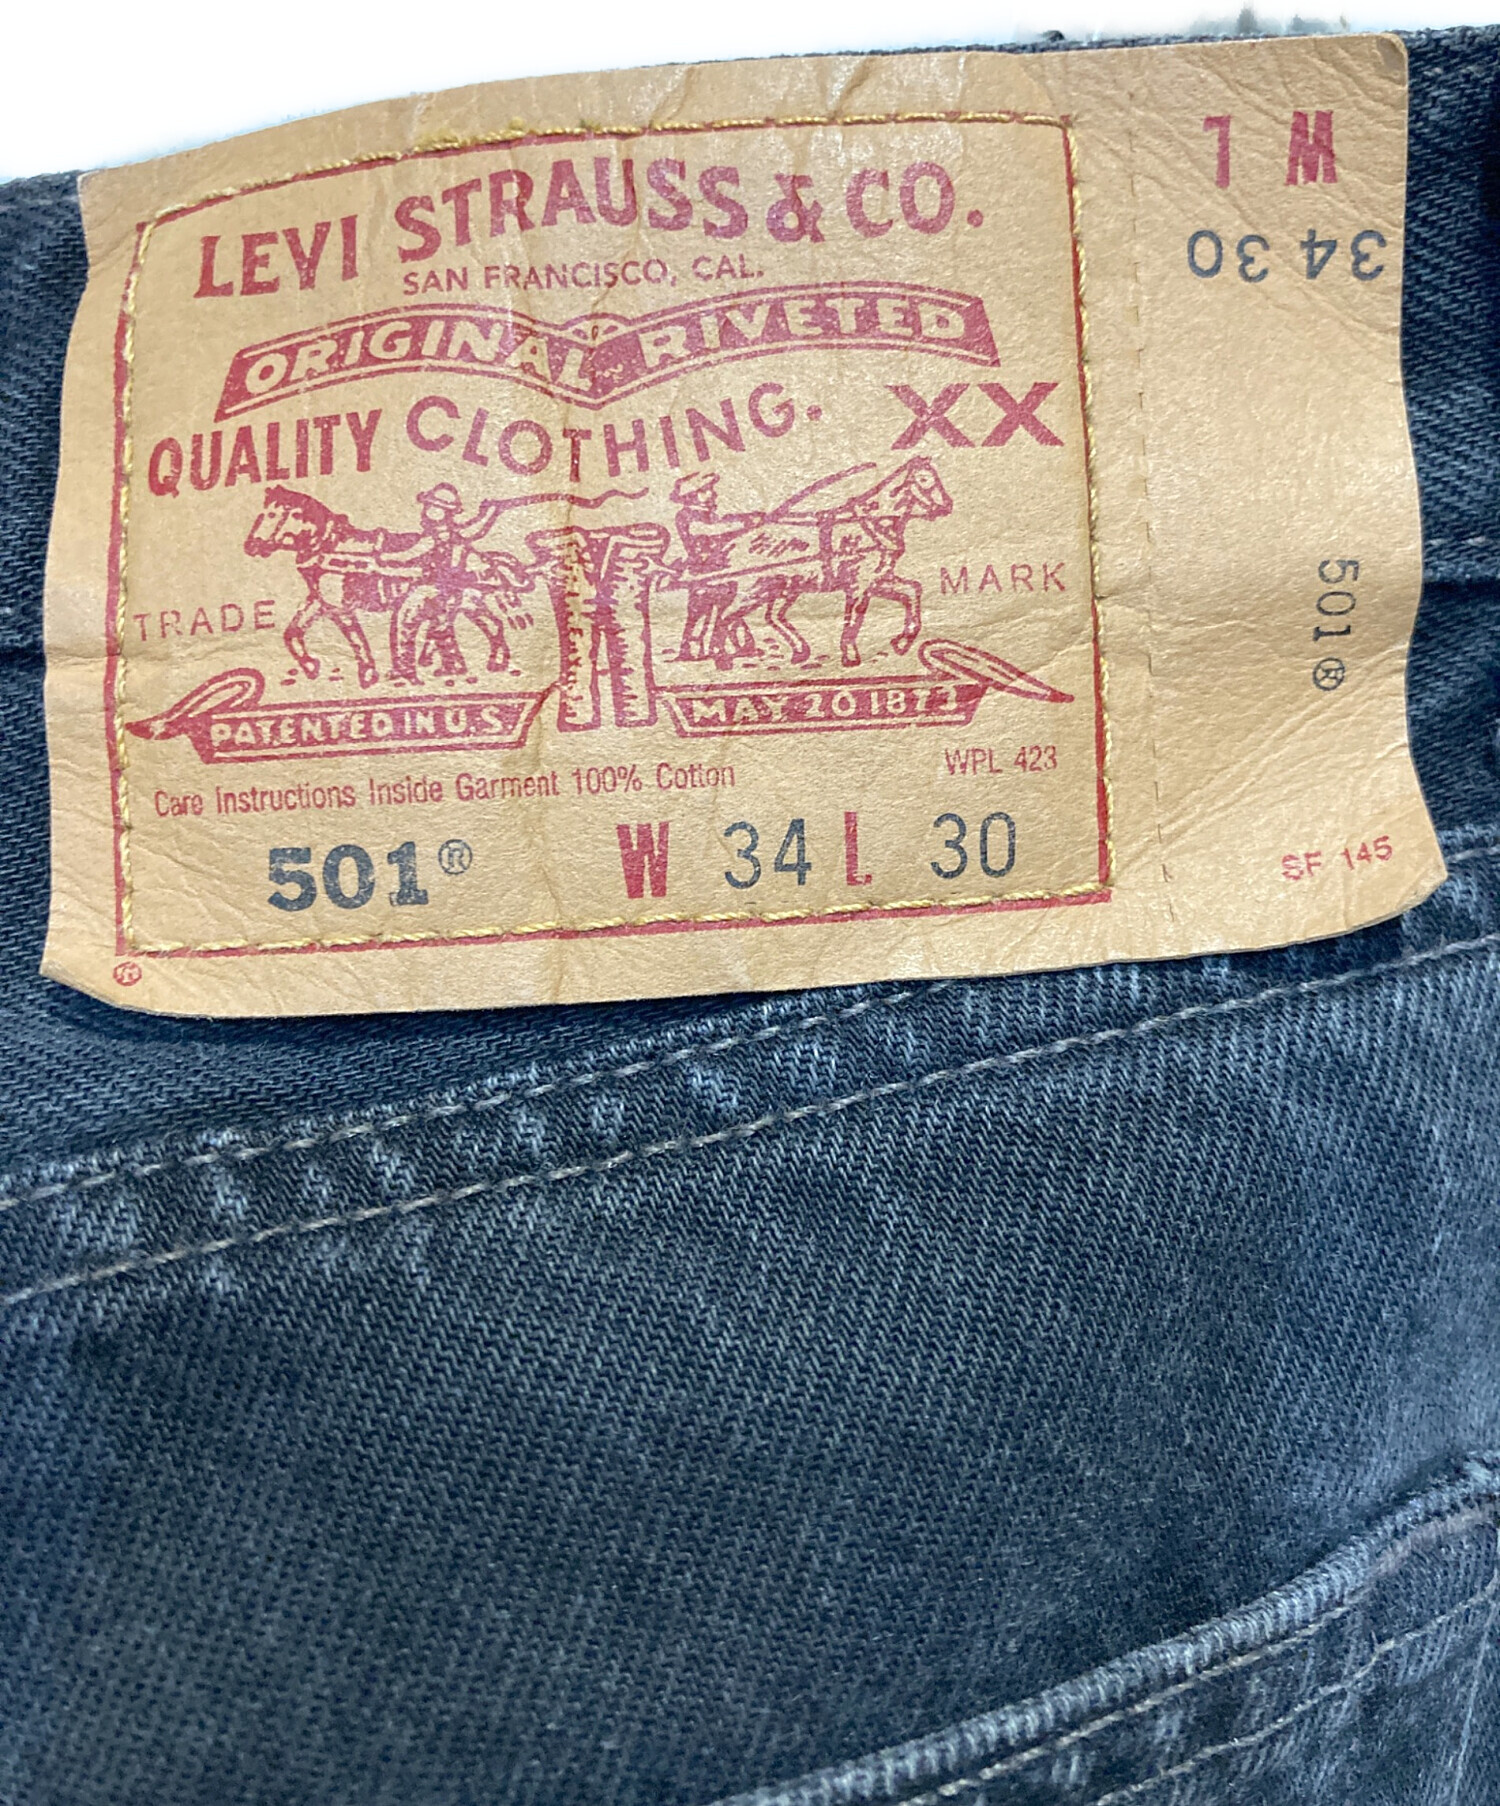 LEVI STRAUSS & CO.
SAN FRANCISCO, CAL.
ORIGINAL RIVETED
QUALITY CLOTHING. XX
TRADE MARK
PATENTED IN U.S. MAY 20 1873
Care Instructions Inside Garment 100% Cotton WPL 423
501® W 34 L 30
®
W L
34 30
501®
SF 145